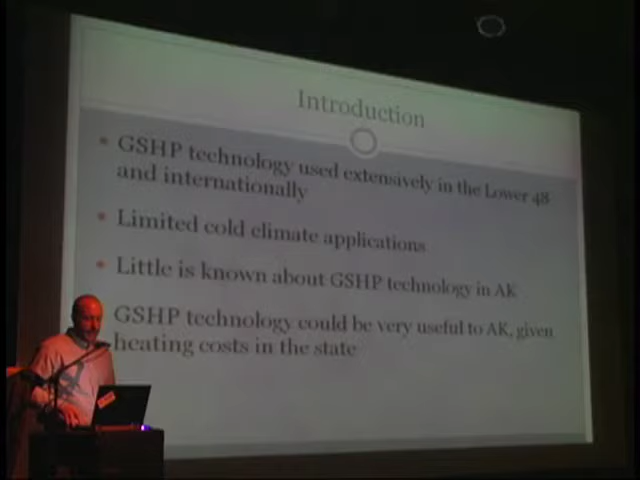 Introduction
GSHP technology used extensively in the Lower 48
and internationally
Limited cold climate applications
Little is known about GSHP technology in AK
GSHP technology could be very useful to AK, given
heating costs in the state